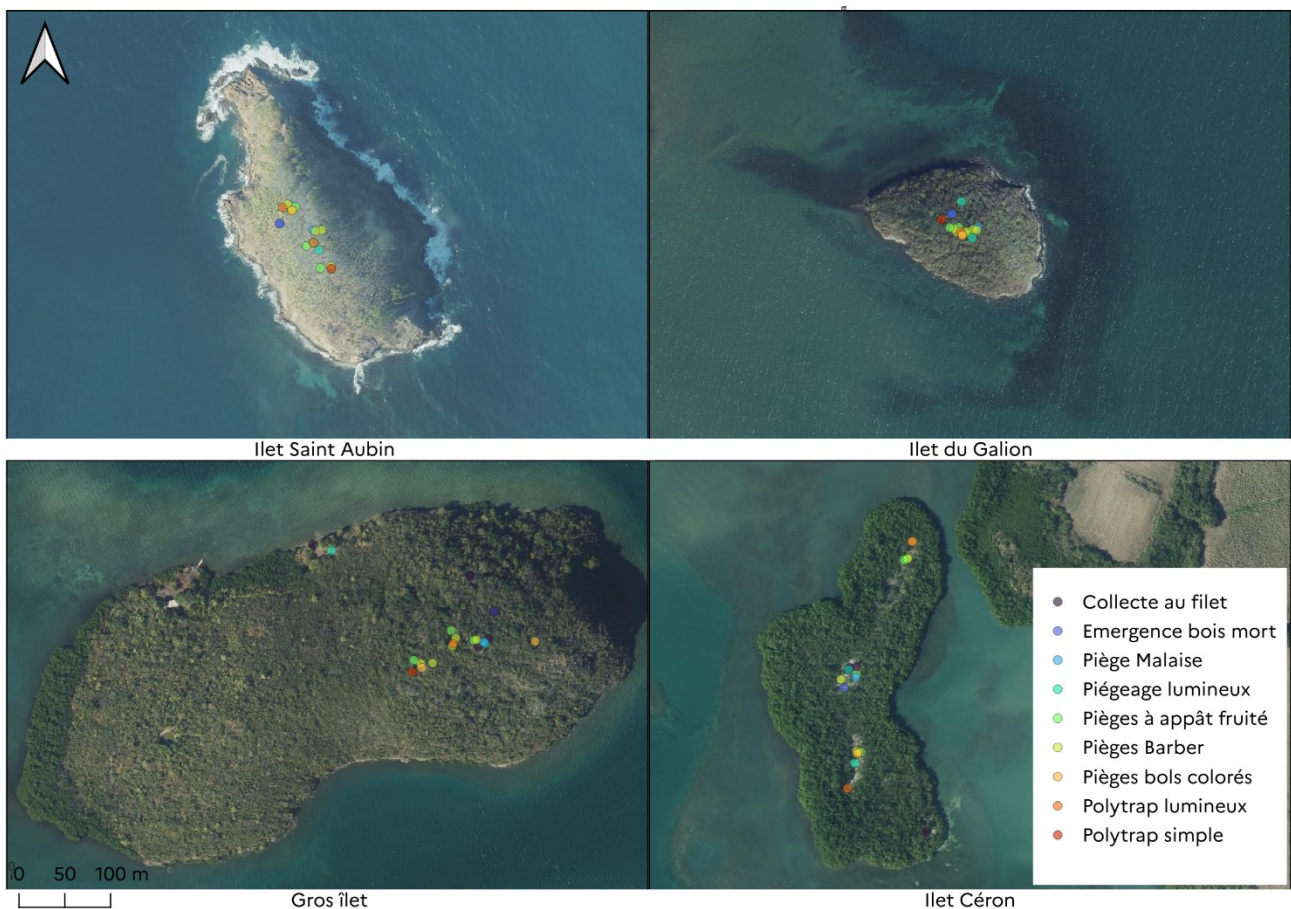 Ilet Saint Aubin
Ilet du Galion
Collecte au filet
Emergence bois mort
Piège Malaise
Piégeage lumineux
Pièges à appât fruité
Pièges Barber
Pièges bols colorés
Polytrap lumineux
Polytrap simple
0 50 100 m
Gros îlet
Ilet Céron